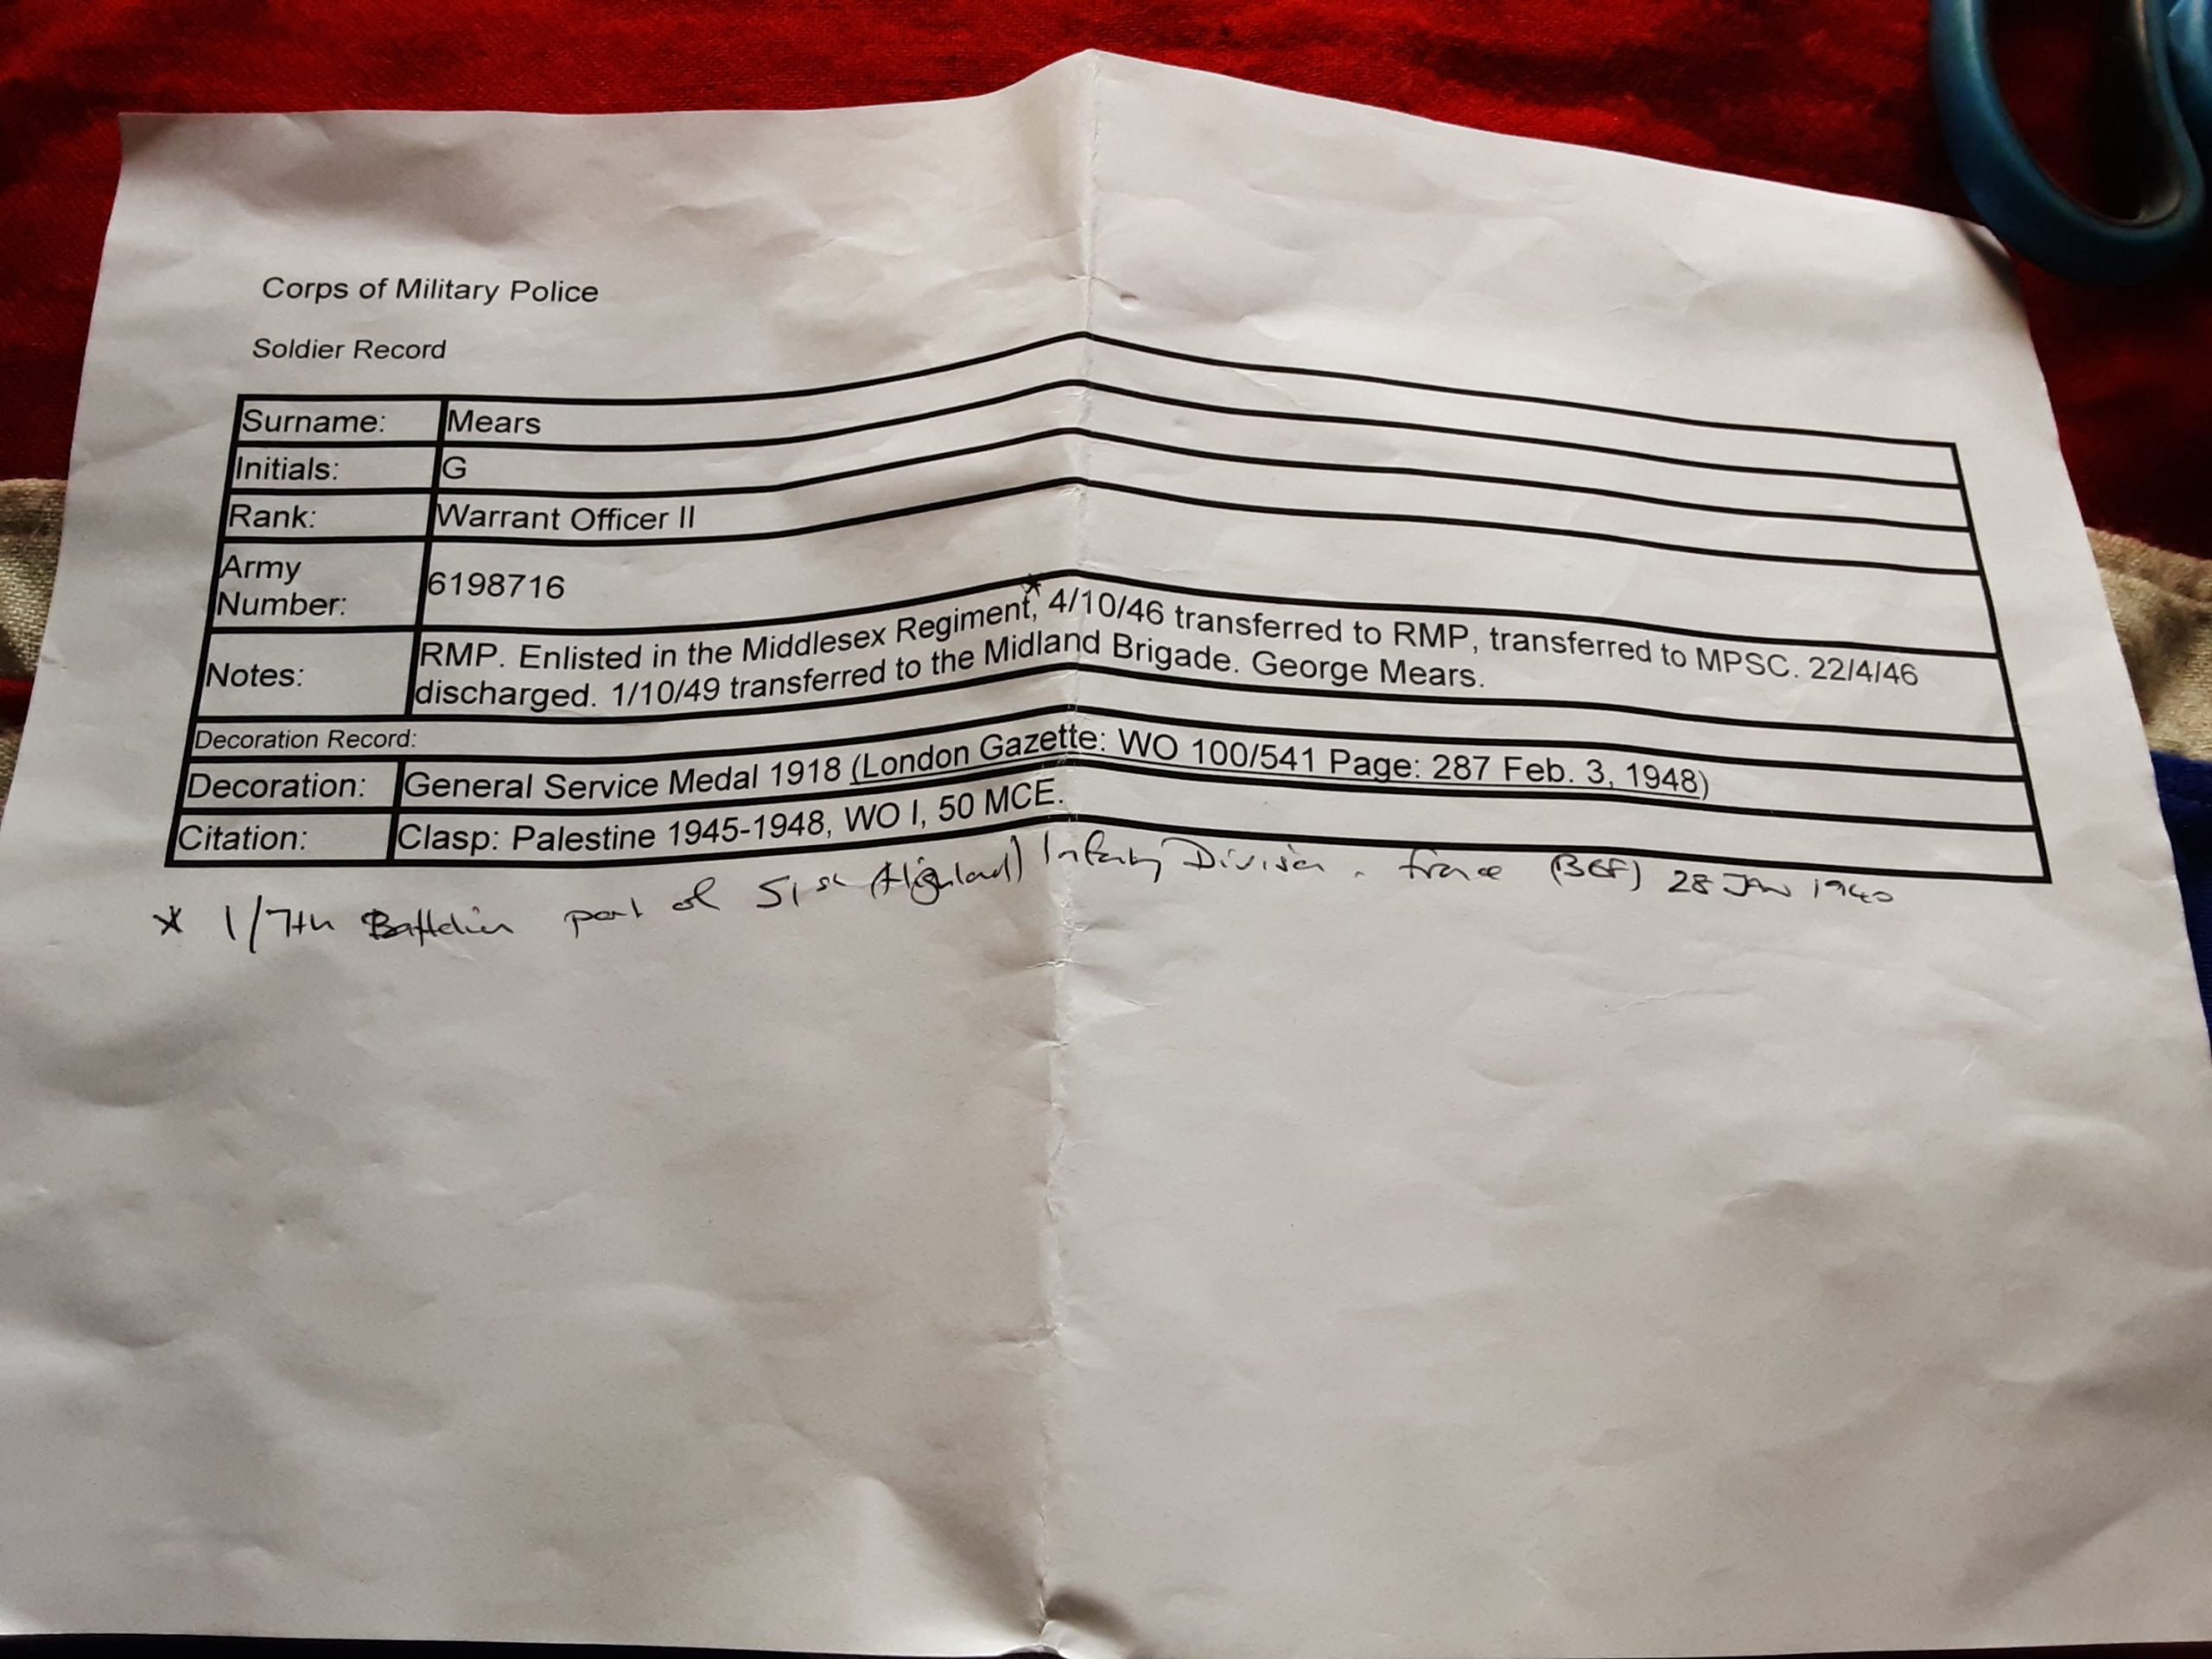 Corps of Military Police
Soldier Record
Surname: Mears
Initials: G
Rank: Warrant Officer II
Army Number: 6198716
Notes: RMP. Enlisted in the Middlesex Regiment,* 4/10/46 transferred to RMP, transferred to MPSC. 22/4/46
discharged. 1/10/49 transferred to the Midland Brigade. George Mears.
Decoration Record:
Decoration: General Service Medal 1918 (London Gazette: WO 100/541 Page: 287 Feb. 3, 1948)
Citation: Clasp: Palestine 1945-1948, WO I, 50 MCE.
* 1/7th Battalion part of 51st (Highland) Infantry Division. France (BEF) 28 JAN 1940